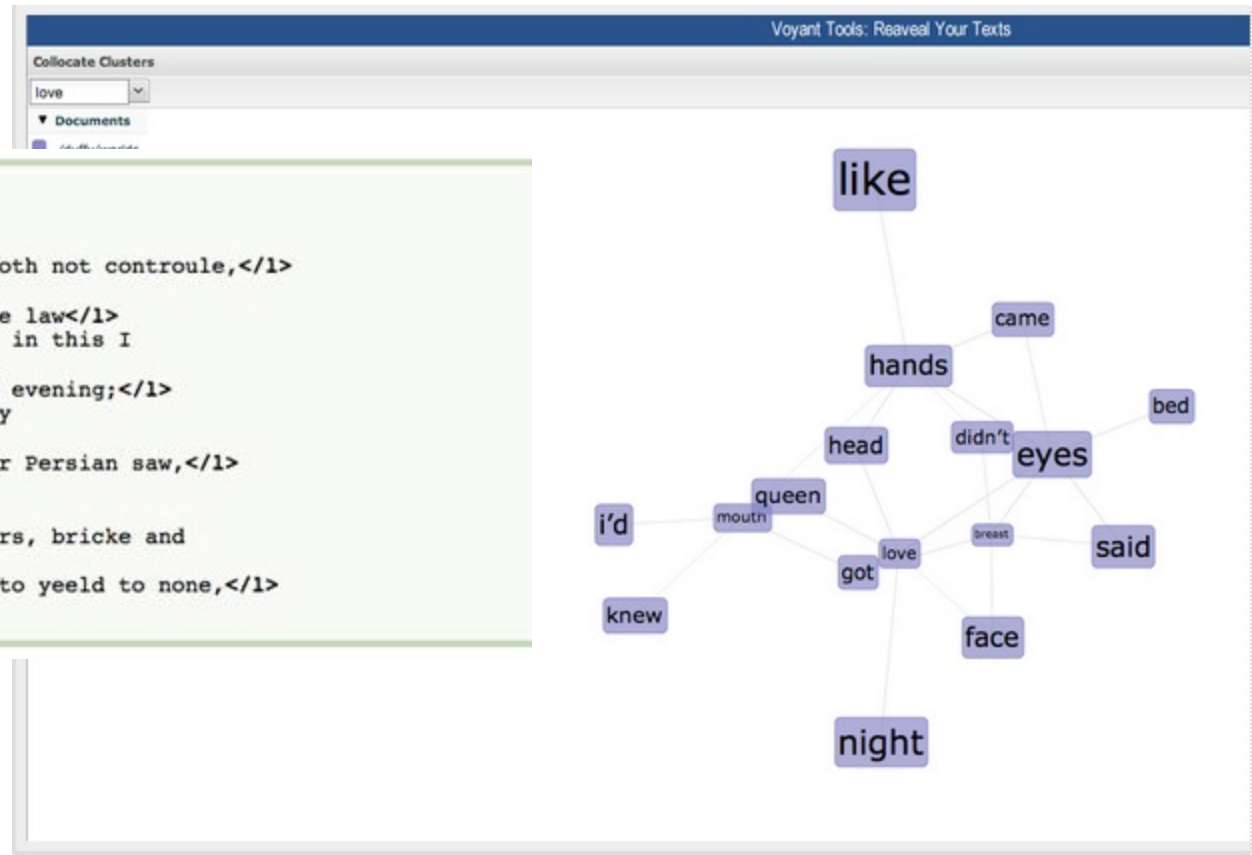 Voyant Tools: Reaveal Your Texts
Collocate Clusters
love
▼ Documents
oth not controule,</l>
e law</l>
in this I
evening;</l>
y
r Persian saw,</l>
rs, bricke and
to yeeld to none,</l>
like
came
hands
bed
head
didn't
eyes
queen
mouth
i'd
breast
said
love
got
knew
face
night